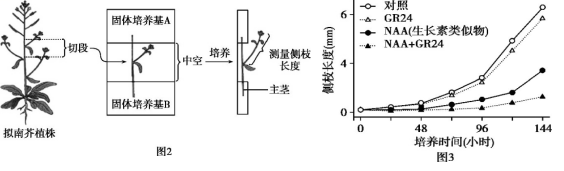 固体培养基A
切段
中空
培养
测量侧枝
长度
主茎
固体培养基B
拟南芥植株
图2
对照
GR24
NAA(生长素类似物)
NAA+GR24
侧枝长度(mm)
6
4
2
0
0 48 96 144
培养时间(小时)
图3